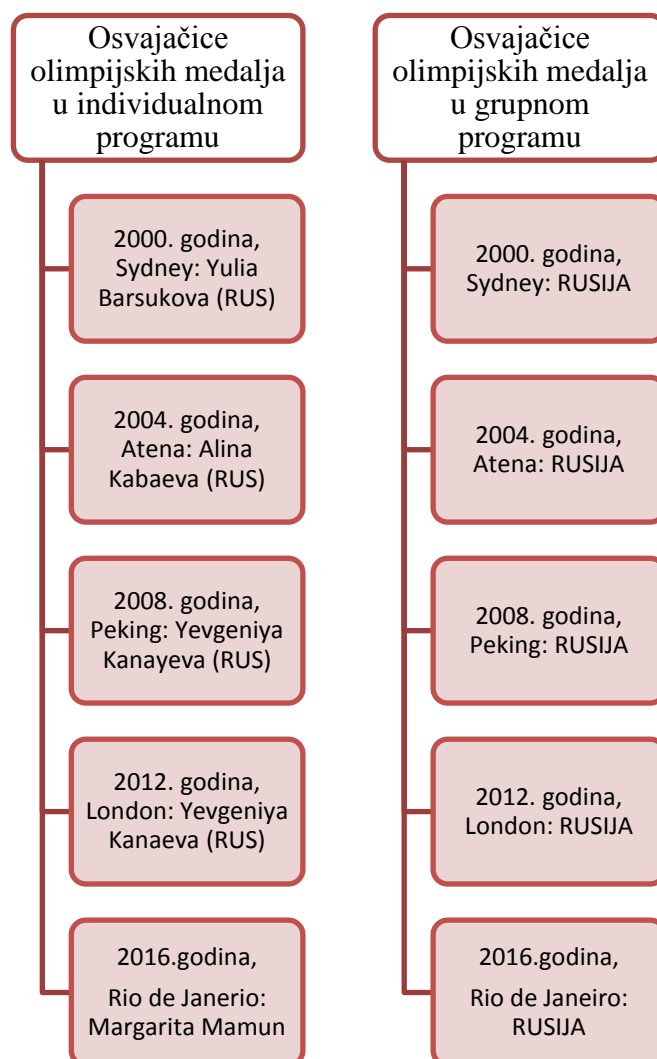 Osvajačice
olimpijskih medalja
u individualnom
programu
2000. godina,
Sydney: Yulia
Barsukova (RUS)
2004. godina,
Atena: Alina
Kabaeva (RUS)
2008. godina,
Peking: Yevgeniya
Kanayeva (RUS)
2012. godina,
London: Yevgeniya
Kanaeva (RUS)
2016.godina,
Rio de Janerio:
Margarita Mamun
Osvajačice
olimpijskih medalja
u grupnom
programu
2000. godina,
Sydney: RUSIJA
2004. godina,
Atena: RUSIJA
2008. godina,
Peking: RUSIJA
2012. godina,
London: RUSIJA
2016.godina,
Rio de Janeiro:
RUSIJA